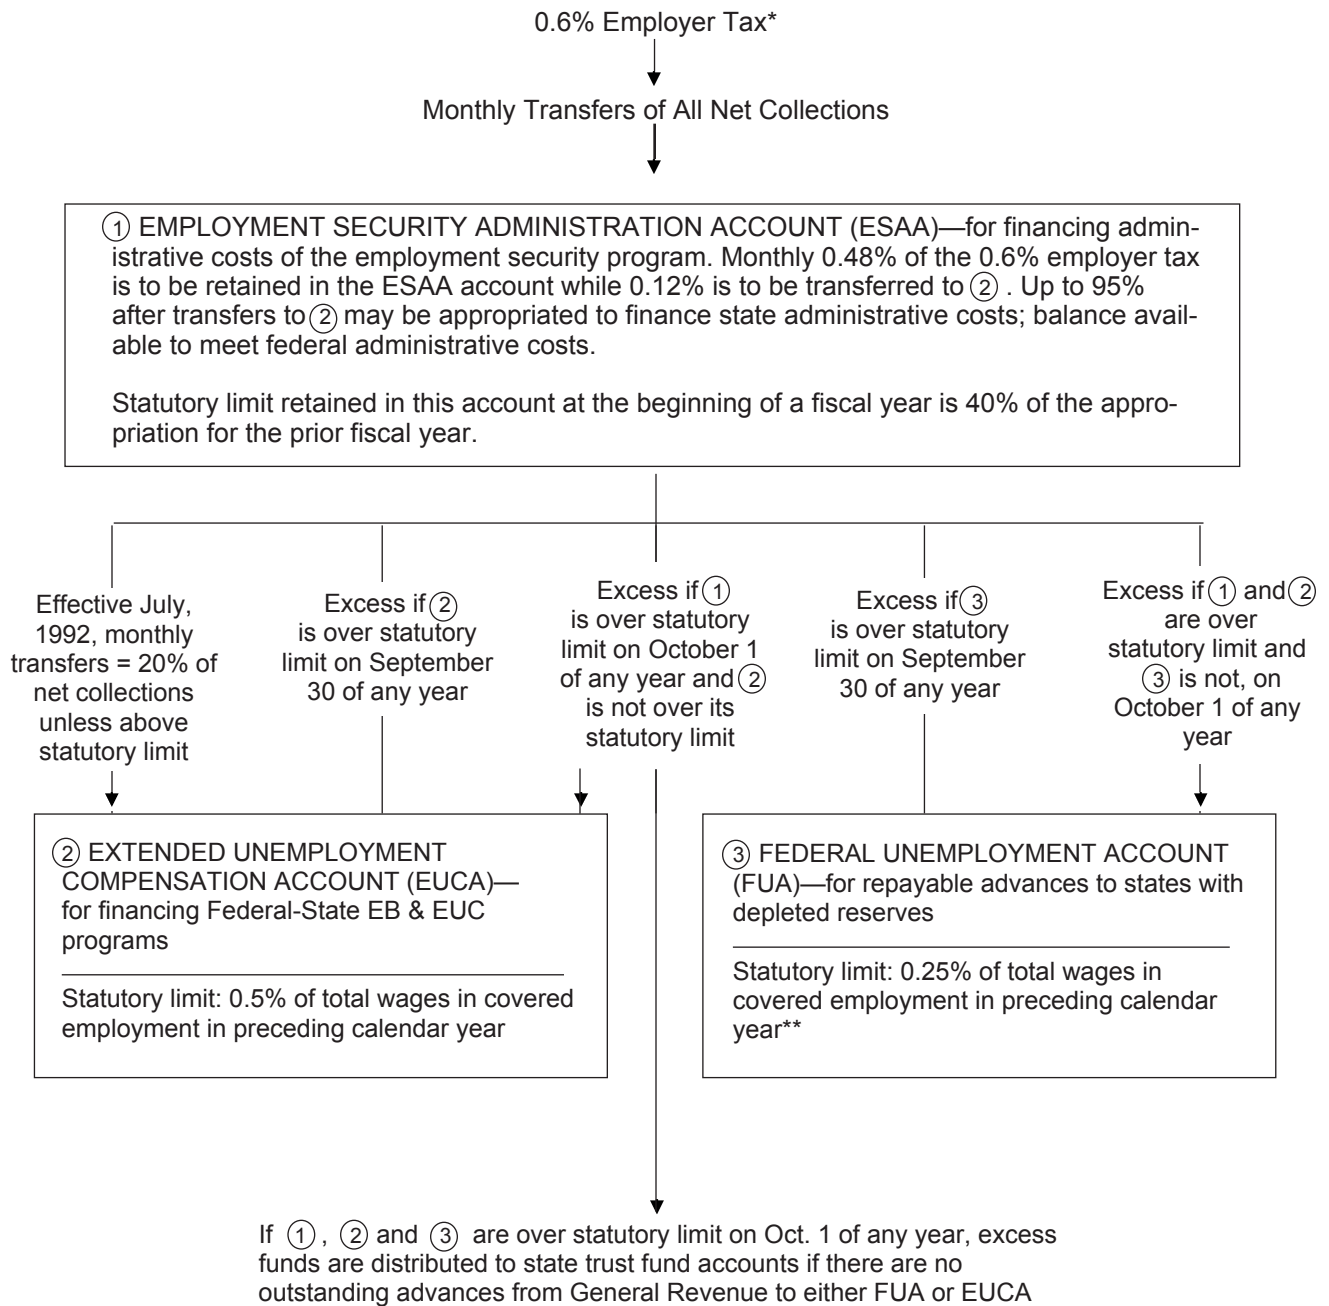 0.6% Employer Tax*
Monthly Transfers of All Net Collections
① EMPLOYMENT SECURITY ADMINISTRATION ACCOUNT (ESAA)—for financing admin-
istrative costs of the employment security program. Monthly 0.48% of the 0.6% employer tax
is to be retained in the ESAA account while 0.12% is to be transferred to ② . Up to 95%
after transfers to ② may be appropriated to finance state administrative costs; balance avail-
able to meet federal administrative costs.
Statutory limit retained in this account at the beginning of a fiscal year is 40% of the appro-
priation for the prior fiscal year.
Effective July,
1992, monthly
transfers = 20% of
net collections
unless above
statutory limit
Excess if ②
is over statutory
limit on September
30 of any year
Excess if ①
is over statutory
limit on October 1
of any year and ②
is not over its
statutory limit
Excess if ③
is over statutory
limit on September
30 of any year
Excess if ① and ②
are over
statutory limit and
③ is not, on
October 1 of any
year
② EXTENDED UNEMPLOYMENT
COMPENSATION ACCOUNT (EUCA)—
for financing Federal-State EB & EUC
programs
Statutory limit: 0.5% of total wages in covered
employment in preceding calendar year
③ FEDERAL UNEMPLOYMENT ACCOUNT
(FUA)—for repayable advances to states with
depleted reserves
Statutory limit: 0.25% of total wages in
covered employment in preceding calendar
year**
If ① , ② and ③ are over statutory limit on Oct. 1 of any year, excess
funds are distributed to state trust fund accounts if there are no
outstanding advances from General Revenue to either FUA or EUCA